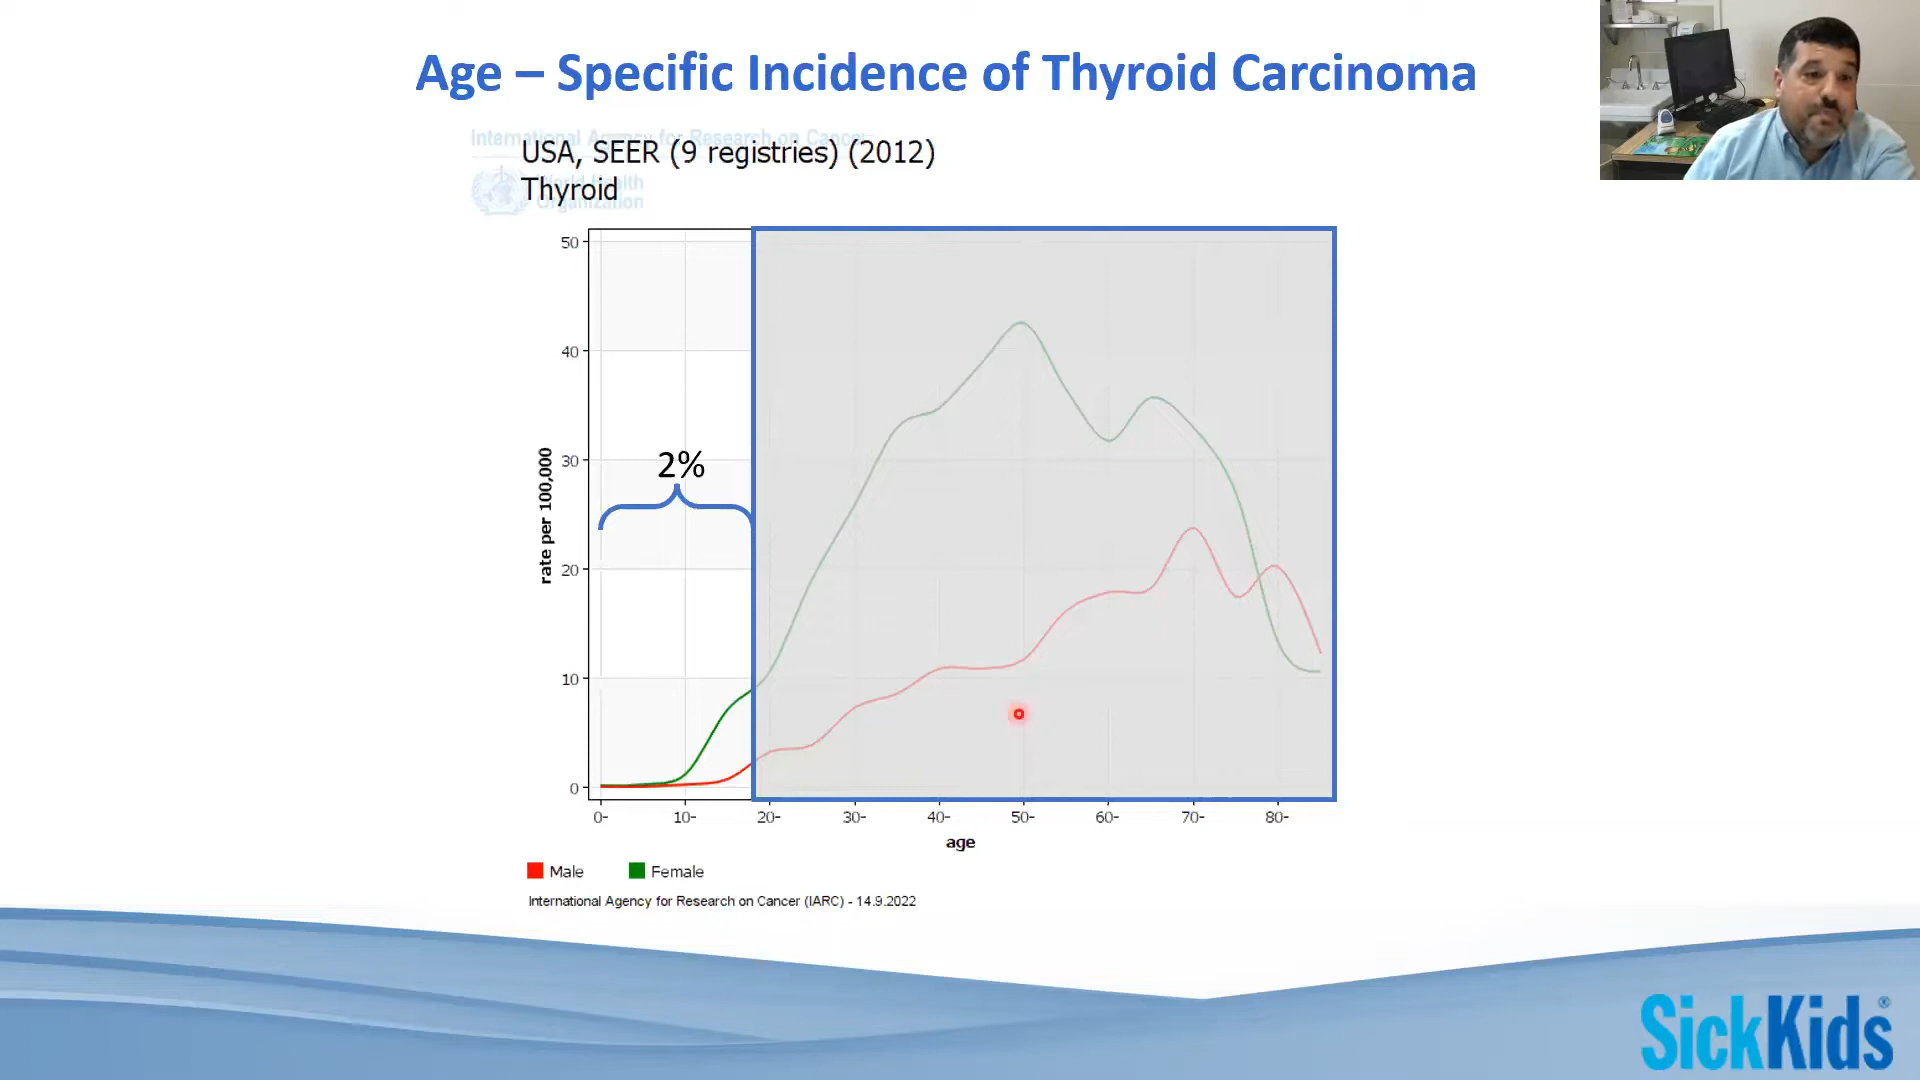 Age – Specific Incidence of Thyroid Carcinoma
International Agency for Research on Cancer
USA, SEER (9 registries) (2012)
World Health
Thyroid
Organization
50
40
30
20
10
0
rate per 100,000
2%
0- 10- 20- 30- 40- 50- 60- 70- 80-
age
Male Female
International Agency for Research on Cancer (IARC) - 14.9.2022
SickKids®